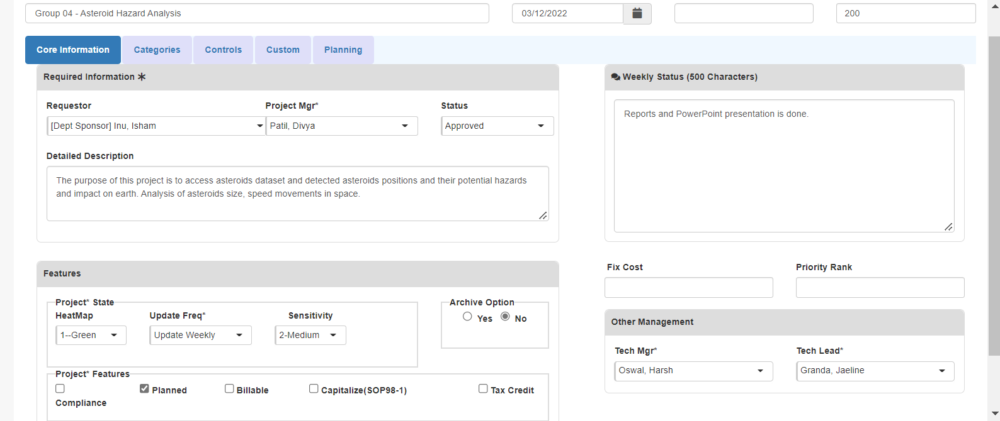 Group 04 - Asteroid Hazard Analysis
03/12/2022
200
Core Information
Categories
Controls
Custom
Planning
Required Information *
Requestor
Project Mgr*
Status
[Dept Sponsor] Inu, Isham
Patil, Divya
Approved
Detailed Description
The purpose of this project is to access asteroids dataset and detected asteroids positions and their potential hazards
and impact on earth. Analysis of asteroids size, speed movements in space.
Weekly Status (500 Characters)
Reports and PowerPoint presentation is done.
Features
Project* State
HeatMap
Update Freq*
Sensitivity
1--Green
Update Weekly
2-Medium
Archive Option
Yes
No
Project* Features
Compliance
Planned
Billable
Capitalize(SOP98-1)
Tax Credit
Fix Cost
Priority Rank
Other Management
Tech Mgr*
Tech Lead*
Oswal, Harsh
Granda, Jaeline